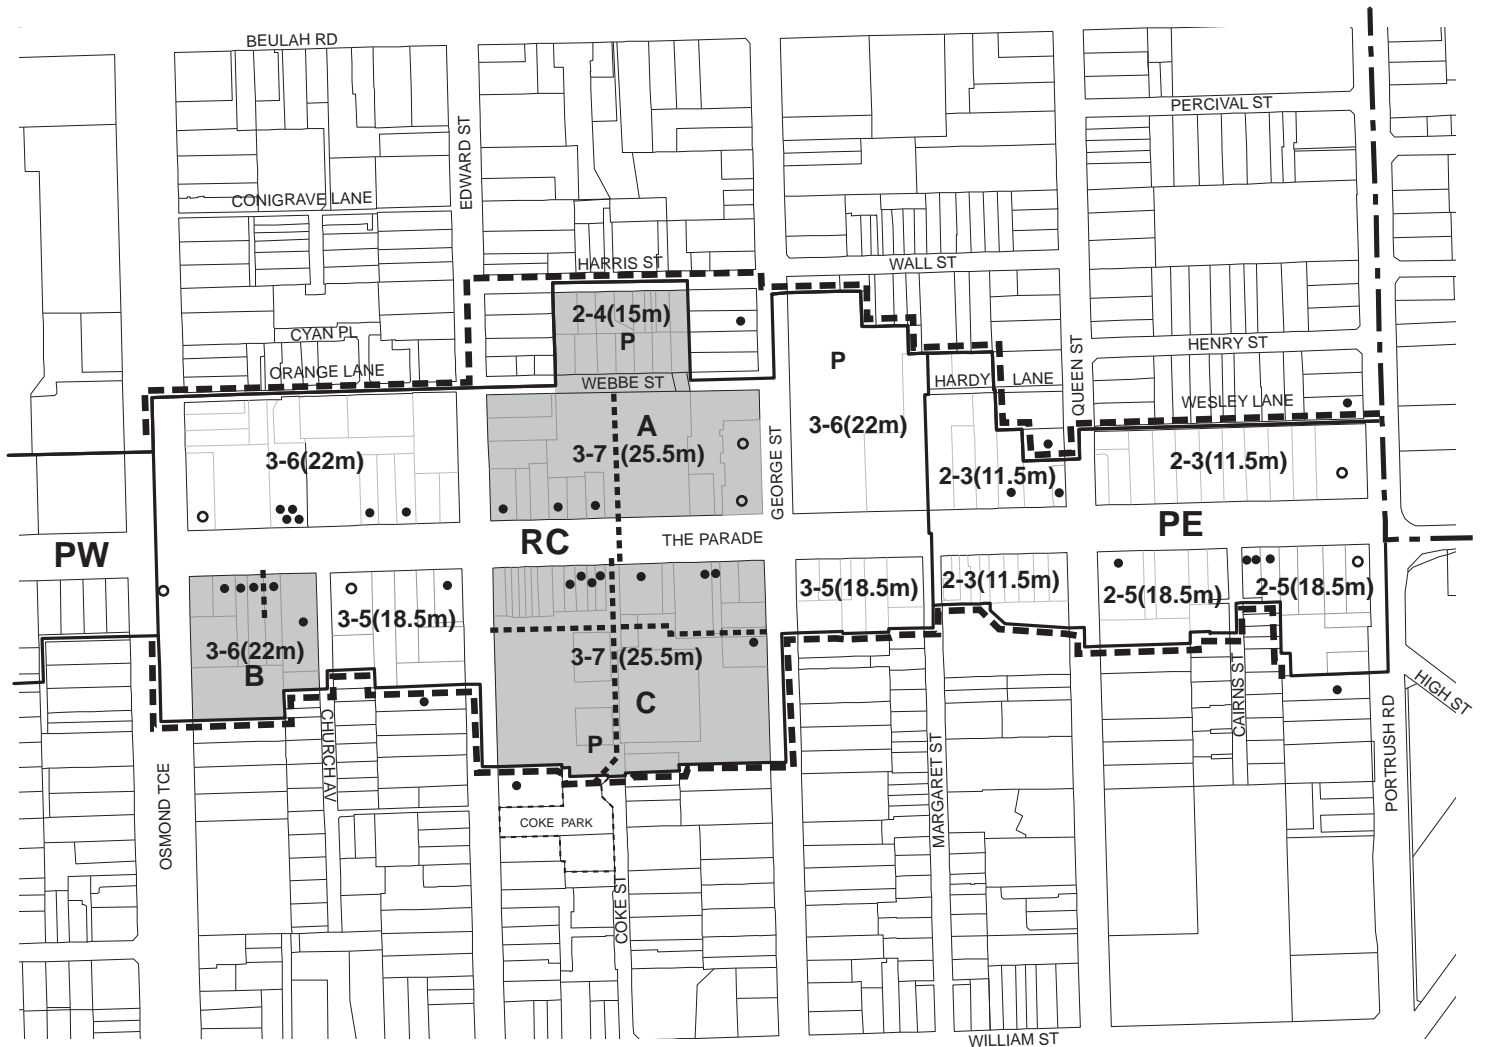 BEULAH RD
PERCIVAL ST
EDWARD ST
CONIGRAVE LANE
HARRIS ST
WALL ST
2-4(15m)
P
CYAN PL
ORANGE LANE
WEBBE ST
P
HENRY ST
QUEEN ST
HARDY LANE
WESLEY LANE
A
3-7 (25.5m)
3-6(22m)
3-6(22m)
GEORGE ST
2-3(11.5m)
2-3(11.5m)
PW
RC
THE PARADE
PE
3-5(18.5m)
3-5(18.5m)
2-3(11.5m)
2-5(18.5m)
2-5(18.5m)
3-6(22m)
B
3-7 (25.5m)
C
P
CHURCH AV
OSMOND TCE
COKE PARK
COKE ST
MARGARET ST
CAIRNS ST
PORTRUSH RD
HIGH ST
WILLIAM ST